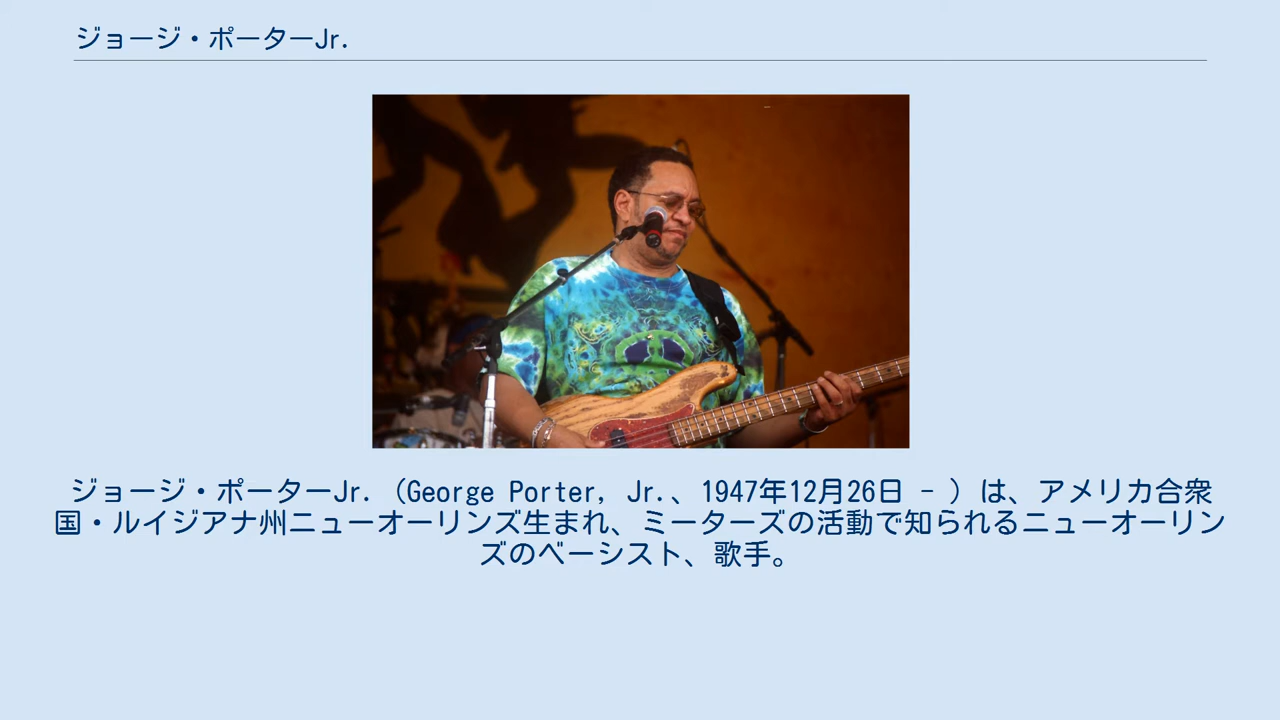 ジョージ・ポーターJr.
ジョージ・ポーターJr.（George Porter, Jr.、1947年12月26日 - ）は、アメリカ合衆
国・ルイジアナ州ニューオーリンズ生まれ、ミーターズの活動で知られるニューオーリン
ズのベーシスト、歌手。